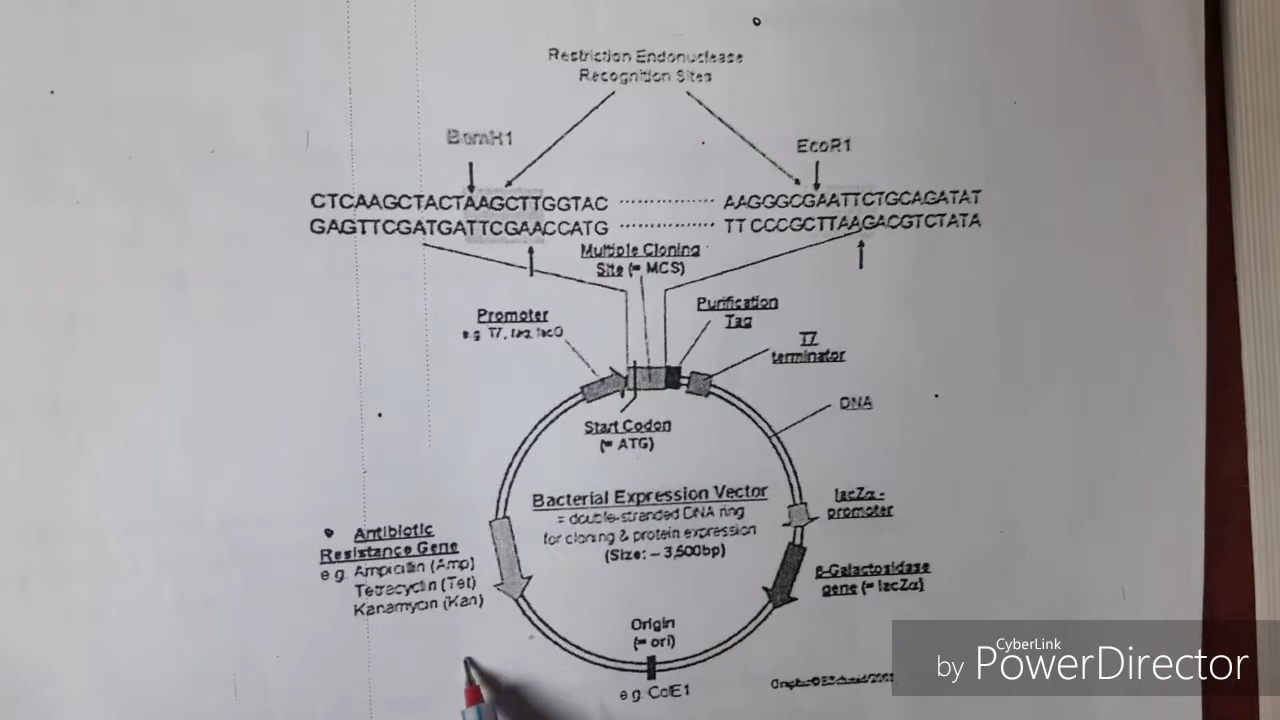 Restriction Endonuclease
Recognition Sites
BamH1
EcoR1
CTCAAGCTACTAAGCTTGGTAC ················ AAGGGCGAATTCTGCAGATAT
GAGTTCGATGATTCGAACCATG ················ TT CCCGCTTAAGACGTCTATA
Multiple Cloning
Site (= MCS)
Promoter
e.g. T7, tac, lacO
Purification
Tag
T7
terminator
DNA
Start Codon
(= ATG)
Bacterial Expression Vector
= double-stranded DNA ring
for cloning & protein expression
(Size: ~ 3,500bp)
lacZα -
promoter
Antibiotic
Resistance Gene
e.g. Ampicillin (Amp)
Tetracyclin (Tet)
Kanamycin (Kan)
β-Galactosidase
gene (= lacZα)
Origin
(= ori)
e.g. ColE1
CyberLink
by PowerDirector